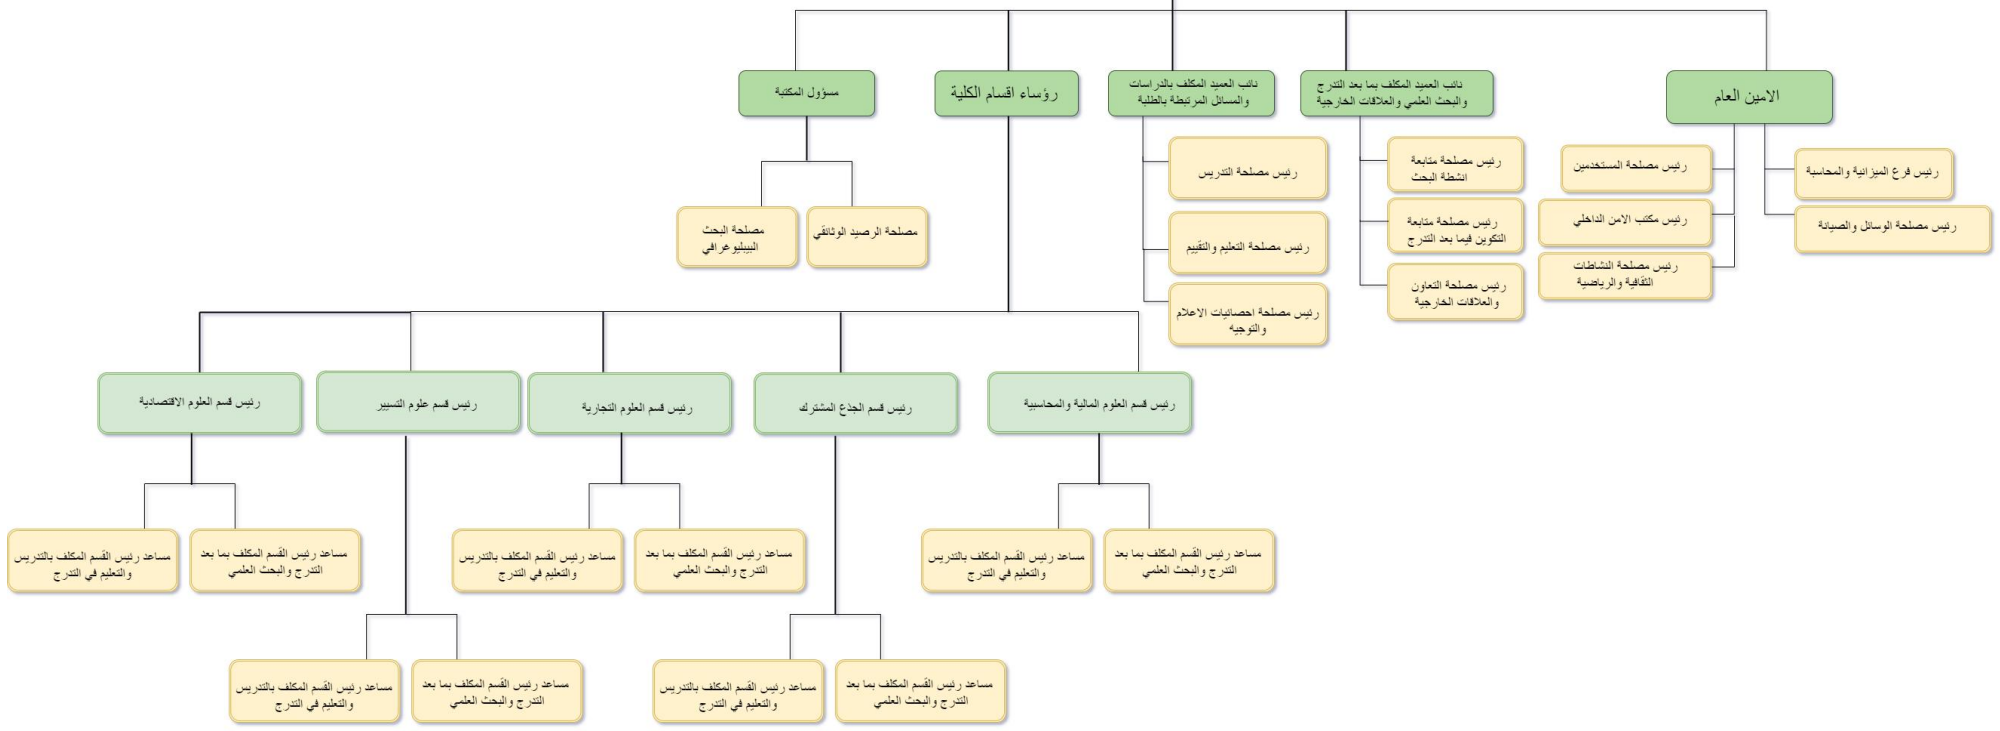 الامين العام
نائب العميد المكلف بما بعد التدرج
والبحث العلمي والعلاقات الخارجية
نائب العميد المكلف بالدراسات
والمسائل المرتبطة بالطلبة
رؤساء اقسام الكلية
مسؤول المكتبة
رئيس فرع الميزانية والمحاسبة
رئيس مصلحة الوسائل والصيانة
رئيس مصلحة المستخدمين
رئيس مكتب الامن الداخلي
رئيس مصلحة النشاطات
الثقافية والرياضية
رئيس مصلحة متابعة
انشطة البحث
رئيس مصلحة متابعة
التكوين فيما بعد التدرج
رئيس مصلحة التعاون
والعلاقات الخارجية
رئيس مصلحة التدريس
رئيس مصلحة التعليم والتقييم
رئيس مصلحة احصائيات الاعلام
والتوجيه
مصلحة الرصيد الوثائقي
مصلحة البحث
البيبليوغرافي
رئيس قسم العلوم المالية والمحاسبية
رئيس قسم الجذع المشترك
رئيس قسم العلوم التجارية
رئيس قسم علوم التسيير
رئيس قسم العلوم الاقتصادية
مساعد رئيس القسم المكلف بما بعد
التدرج والبحث العلمي
مساعد رئيس القسم المكلف بالتدريس
والتعليم في التدرج
مساعد رئيس القسم المكلف بما بعد
التدرج والبحث العلمي
مساعد رئيس القسم المكلف بالتدريس
والتعليم في التدرج
مساعد رئيس القسم المكلف بما بعد
التدرج والبحث العلمي
مساعد رئيس القسم المكلف بالتدريس
والتعليم في التدرج
مساعد رئيس القسم المكلف بما بعد
التدرج والبحث العلمي
مساعد رئيس القسم المكلف بالتدريس
والتعليم في التدرج
مساعد رئيس القسم المكلف بما بعد
التدرج والبحث العلمي
مساعد رئيس القسم المكلف بالتدريس
والتعليم في التدرج